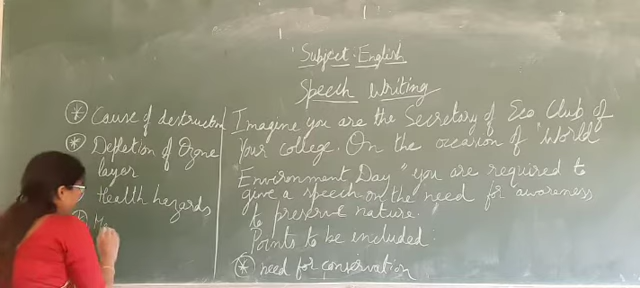 Subject. English
Speech Writing
Imagine you are the Secretary of Eco Club of
Your college. On the occasion of "World
Environment Day" you are required to
give a speech on the need for awareness
to preserve nature.
Points to be included.
* need for conservation
* Cause of destruction
* Depletion of Ozone
layer
Health hazards